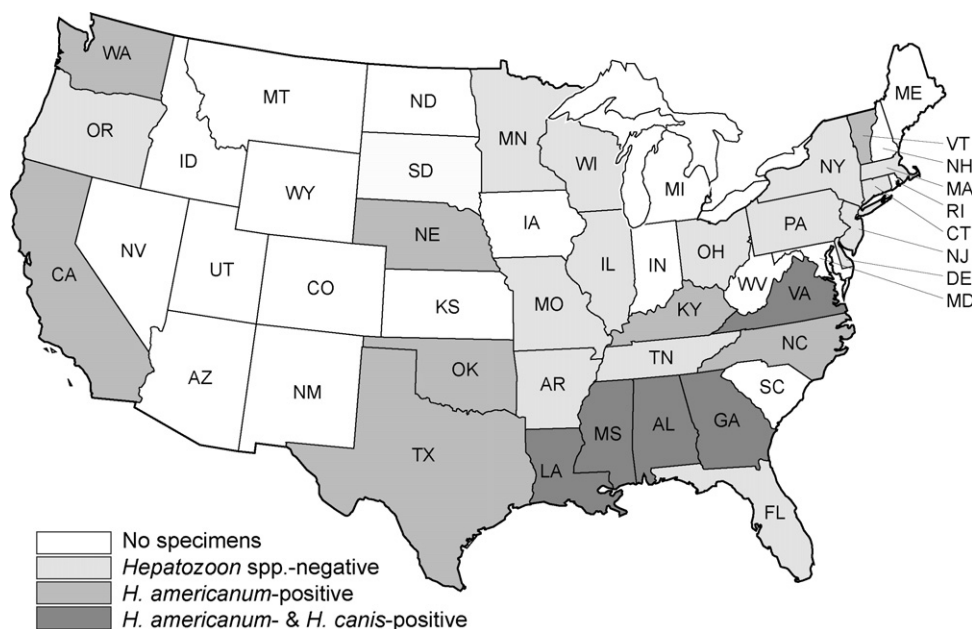 WA
MT
ND
ME
OR
MN
VT
ID
WI
NY
NH
SD
MA
WY
MI
RI
IA
PA
CT
NE
NJ
NV
IL
IN
OH
DE
UT
WV
MD
CA
CO
VA
KS
MO
KY
NC
TN
OK
AZ
NM
AR
SC
MS
AL
GA
TX
LA
FL
No specimens
Hepatozoon spp.-negative
H. americanum-positive
H. americanum- & H. canis-positive